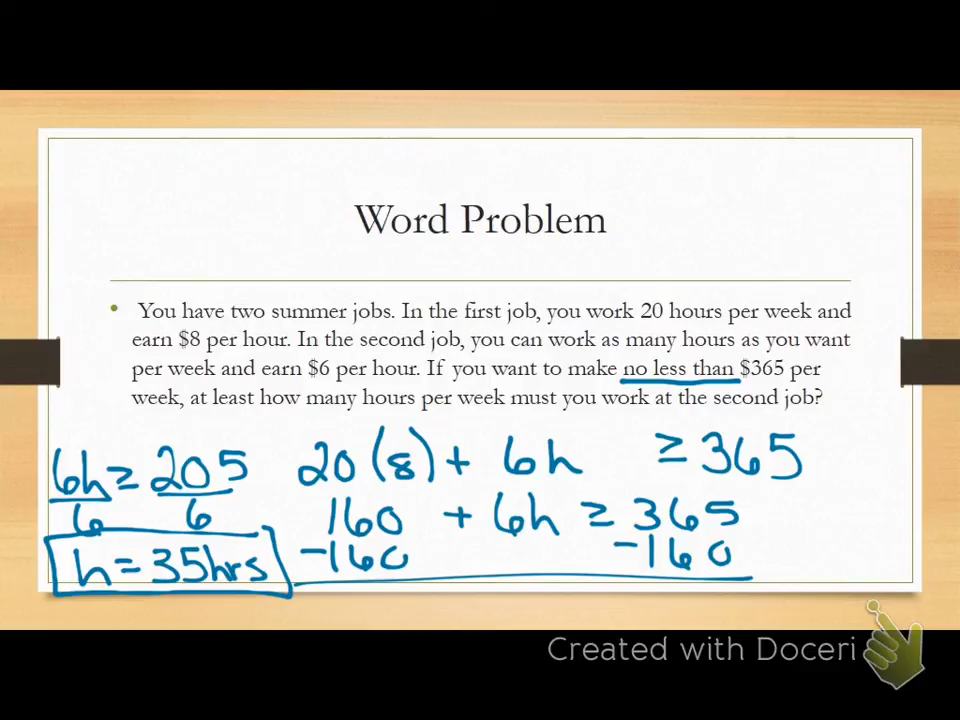 Word Problem
• You have two summer jobs. In the first job, you work 20 hours per week and
earn $8 per hour. In the second job, you can work as many hours as you want
per week and earn $6 per hour. If you want to make no less than $365 per
week, at least how many hours per week must you work at the second job?
20(8) + 6h ≥ 365
160 + 6h ≥ 365
-160 -160
6h ≥ 205
6 6
h = 35hrs
Created with Doceri